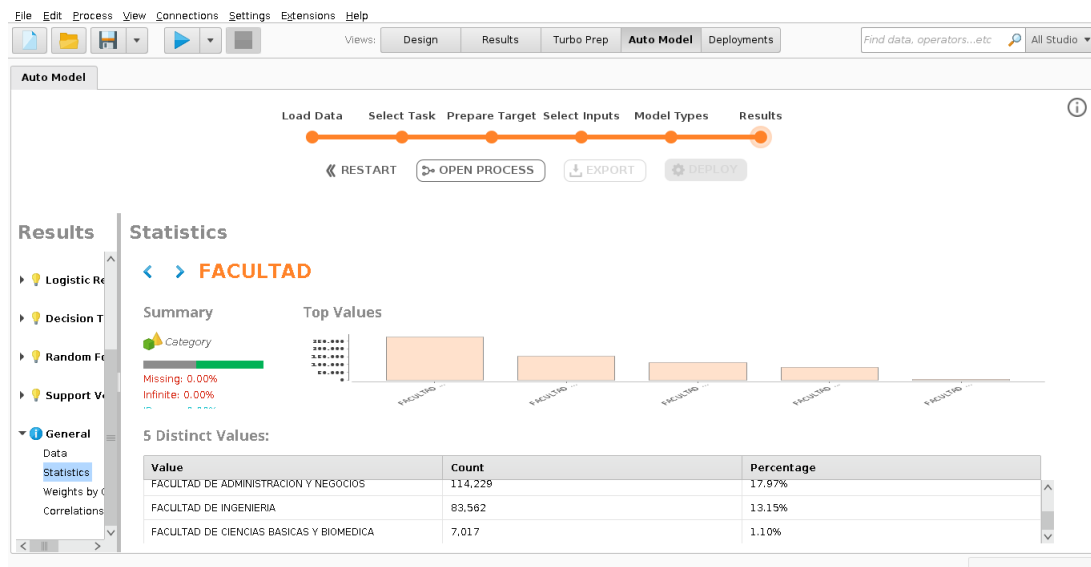 File Edit Process View Connections Settings Extensions Help
Views: Design Results Turbo Prep Auto Model Deployments Find data, operators...etc All Studio
Auto Model
Load Data Select Task Prepare Target Select Inputs Model Types Results
RESTART OPEN PROCESS EXPORT DEPLOY
Results
Logistic Re
Decision T
Random Fo
Support Ve
General
Data
Statistics
Weights by C
Correlations
Statistics
FACULTAD
Summary
Category
Missing: 0.00%
Infinite: 0.00%
Top Values
FACULTAD ...
FACULTAD ...
FACULTAD ...
FACULTAD ...
FACULTAD ...
5 Distinct Values:
Value Count Percentage
FACULTAD DE ADMINISTRACION Y NEGOCIOS 114,229 17.97%
FACULTAD DE INGENIERIA 83,562 13.15%
FACULTAD DE CIENCIAS BASICAS Y BIOMEDICA 7,017 1.10%